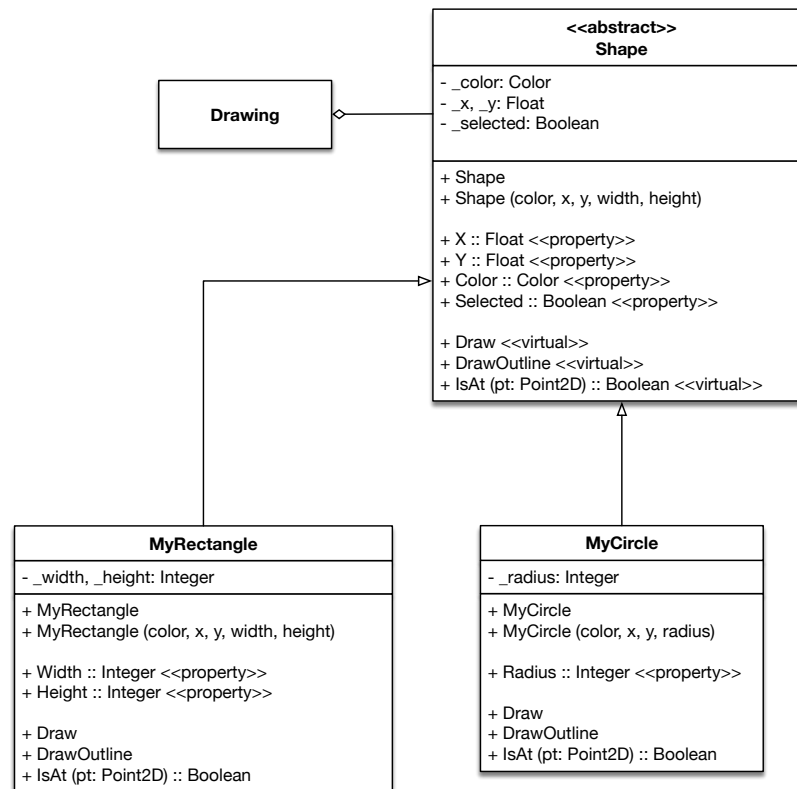 <<abstract>>
Shape
- _color: Color
- _x, _y: Float
- _selected: Boolean
+ Shape
+ Shape (color, x, y, width, height)
+ X :: Float <<property>>
+ Y :: Float <<property>>
+ Color :: Color <<property>>
+ Selected :: Boolean <<property>>
+ Draw <<virtual>>
+ DrawOutline <<virtual>>
+ IsAt (pt: Point2D) :: Boolean <<virtual>>
Drawing
MyRectangle
- _width, _height: Integer
+ MyRectangle
+ MyRectangle (color, x, y, width, height)
+ Width :: Integer <<property>>
+ Height :: Integer <<property>>
+ Draw
+ DrawOutline
+ IsAt (pt: Point2D) :: Boolean
MyCircle
- _radius: Integer
+ MyCircle
+ MyCircle (color, x, y, radius)
+ Radius :: Integer <<property>>
+ Draw
+ DrawOutline
+ IsAt (pt: Point2D) :: Boolean